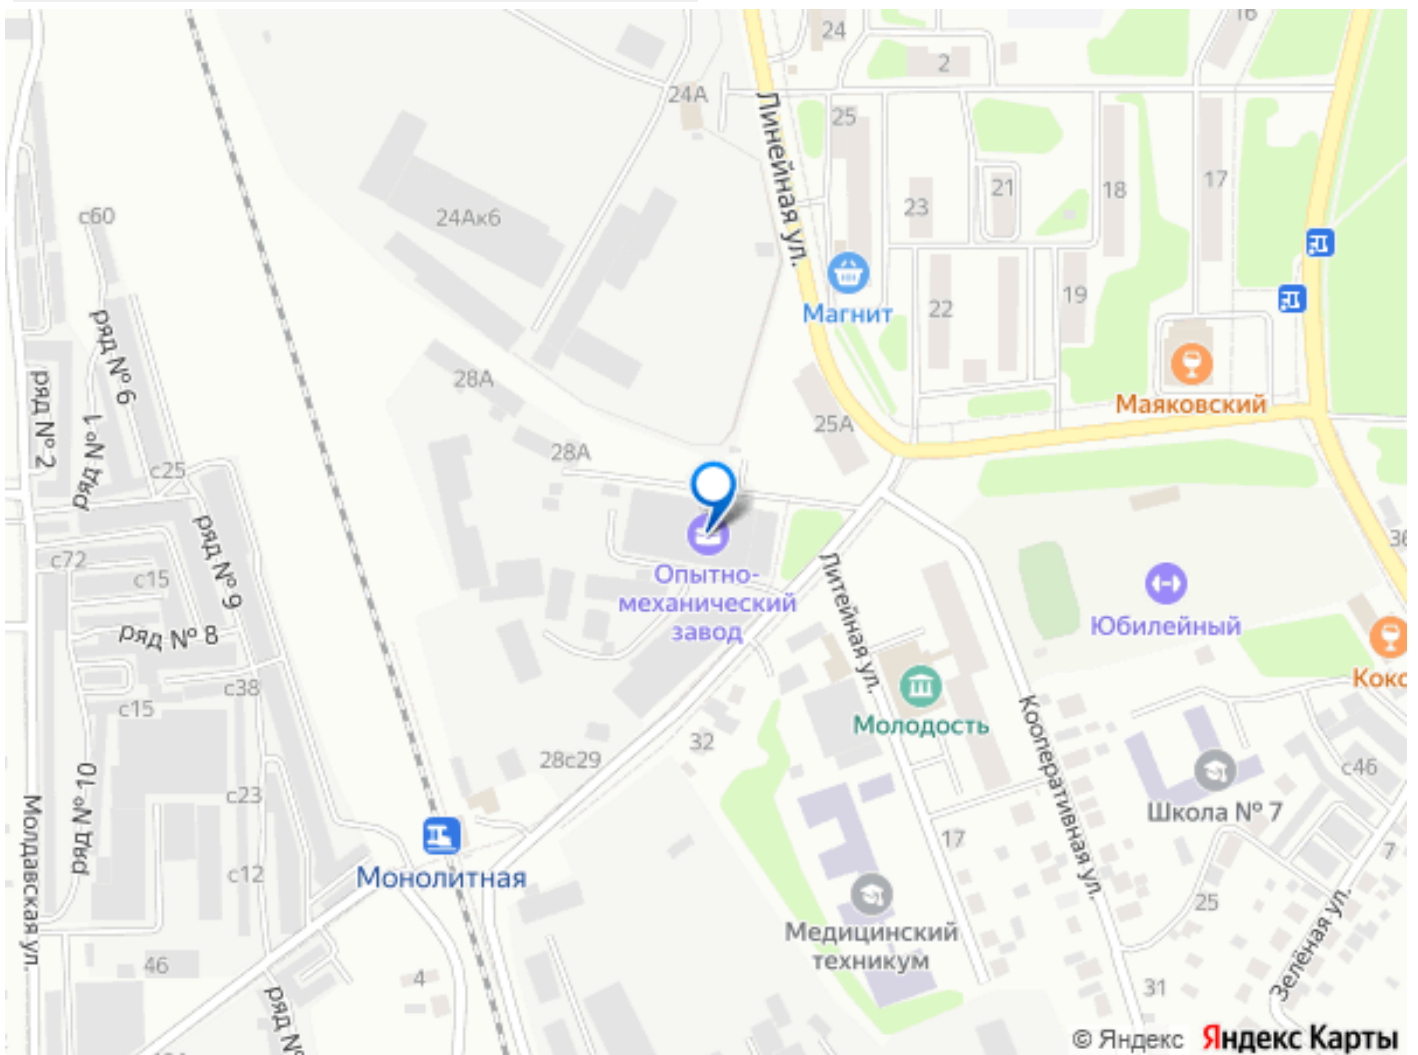 24
16
2
24А
25
Линейная ул.
17
18
21
23
с60
24Ак6
Магнит
22
19
ряд № 6
28А
Маяковский
ряд № 2
ряд № 1
25А
28А
с25
ряд № 9
36
с72
с15
Опытно-
механический
завод
Литейная ул.
Юбилейный
ряд № 8
с38
с15
Молодость
Кооперативная ул.
32
28с29
с46
ряд № 10
с23
Школа № 7
Молдавская ул.
17
7
с12
Монолитная
25
Медицинский
техникум
Зелёная ул.
46
4
31
© Яндекс Яндекс Карты